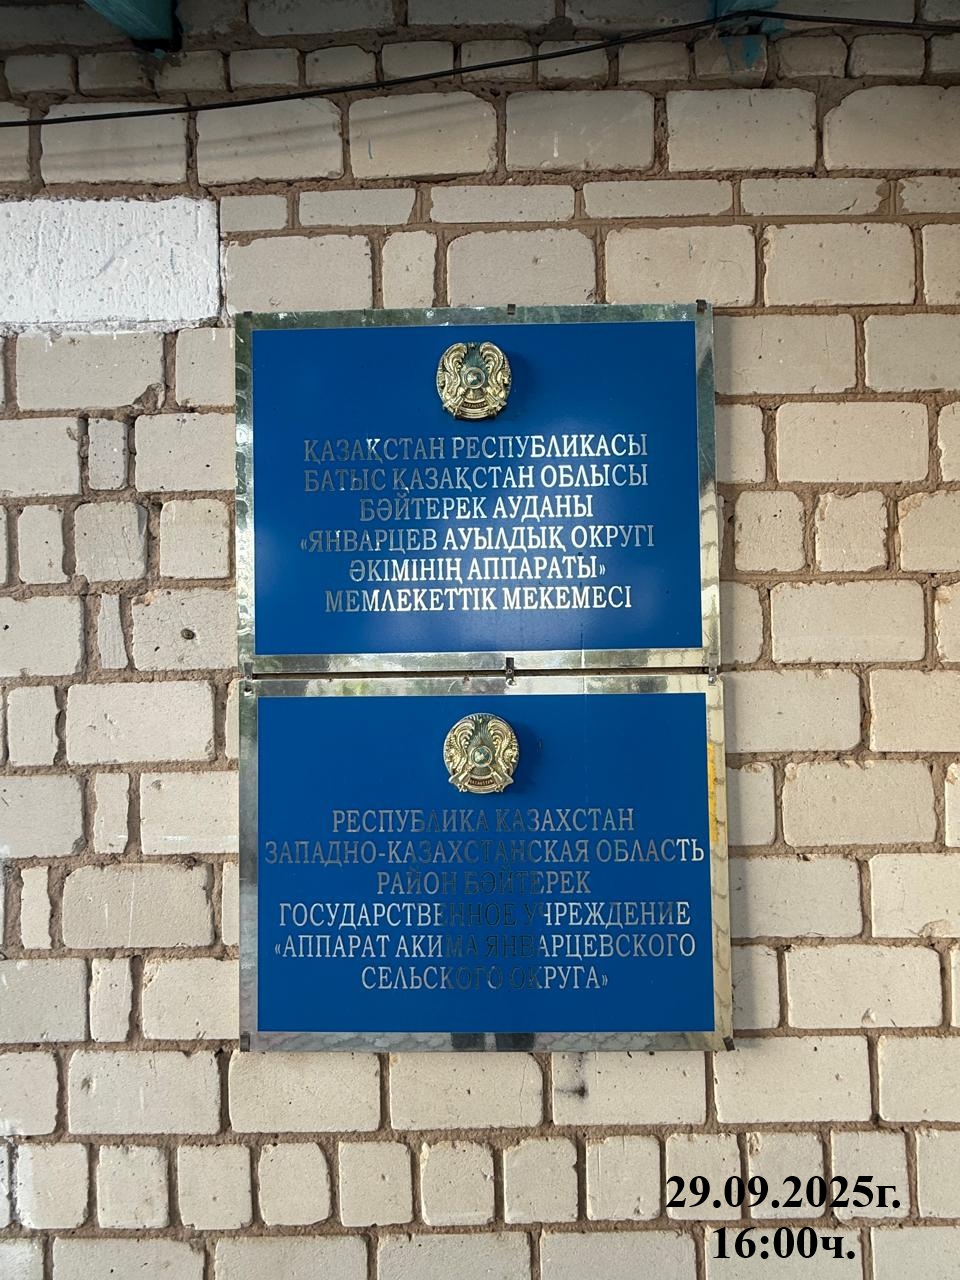 ҚАЗАҚСТАН РЕСПУБЛИКАСЫ
БАТЫС ҚАЗАҚСТАН ОБЛЫСЫ
БӘЙТЕРЕК АУДАНЫ
«ЯНВАРЦЕВ АУЫЛДЫҚ ОКРУГІ
ӘКІМІНІҢ АППАРАТЫ»
МЕМЛЕКЕТТІК МЕКЕМЕСІ
РЕСПУБЛИКА КАЗАХСТАН
ЗАПАДНО-КАЗАХСТАНСКАЯ ОБЛАСТЬ
РАЙОН БӘЙТЕРЕК
ГОСУДАРСТВЕННОЕ УЧРЕЖДЕНИЕ
«АППАРАТ АКИМА ЯНВАРЦЕВСКОГО
СЕЛЬСКОГО ОКРУГА»
29.09.2025г.
16:00ч.